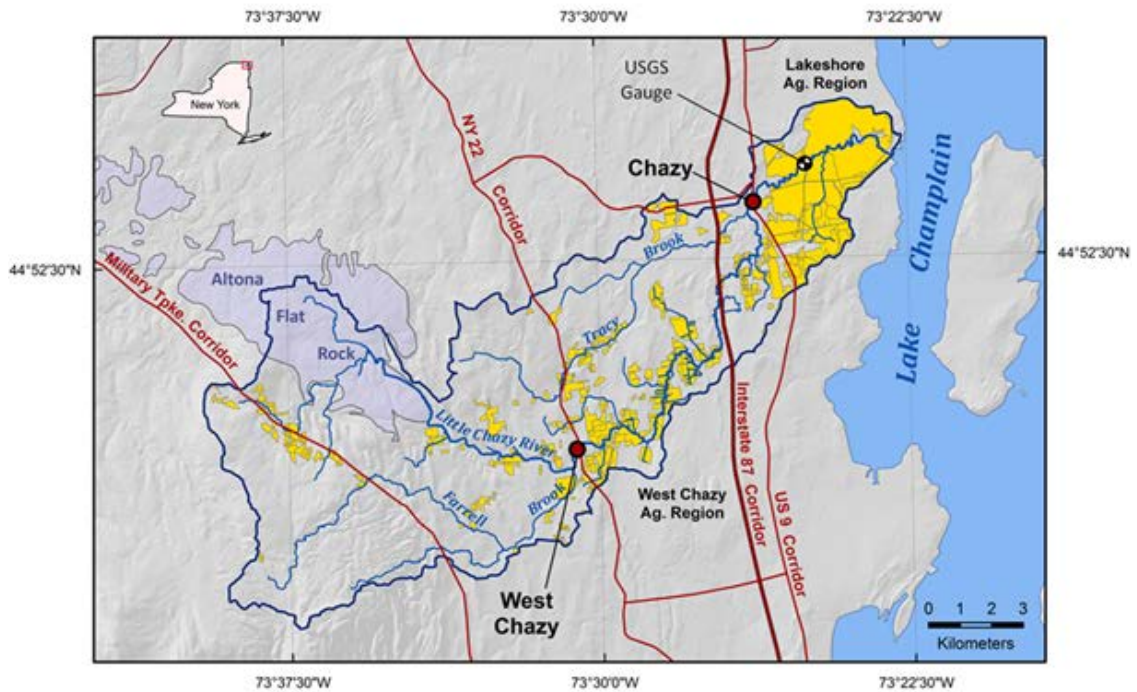 73°37'30"W
73°30'0"W
73°22'30"W
Lakeshore
Ag. Region
USGS
Gauge
New York
NY 22
Corridor
Chazy
Lake Champlain
Brook
44°52'30"N
44°52'30"N
Military Tpke. Corridor
Altona
Flat
Rock
Tracy
Little Chazy River
Interstate 87 Corridor
US 9 Corridor
Farrell
Brook
West Chazy
Ag. Region
West
Chazy
0 1 2 3
Kilometers
73°37'30"W
73°30'0"W
73°22'30"W